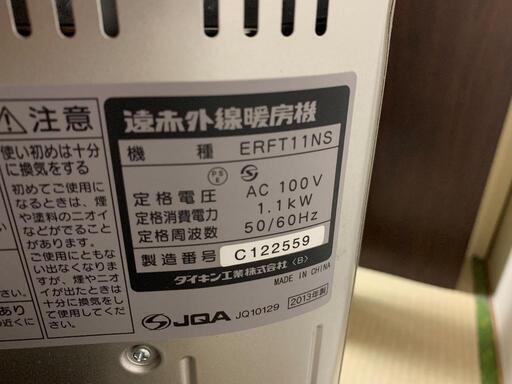 ⚠注意
使い初めは十分
に換気をする
初めてご使用に
なるときは、煙
や塗料のニオイ
などがでること
があります。
ともにニオイは
出なくなります
が、煙やニオイ
が出たときは
十分に換気をして
使用してください。
遠赤外線暖房機
機種 ERFT11NS
PSE
定格電圧 AC 100V
定格消費電力 1.1kW
定格周波数 50/60Hz
製造番号 C122559
ダイキン工業株式会社〈B〉
MADE IN CHINA
JQA JQ10129
2013年製